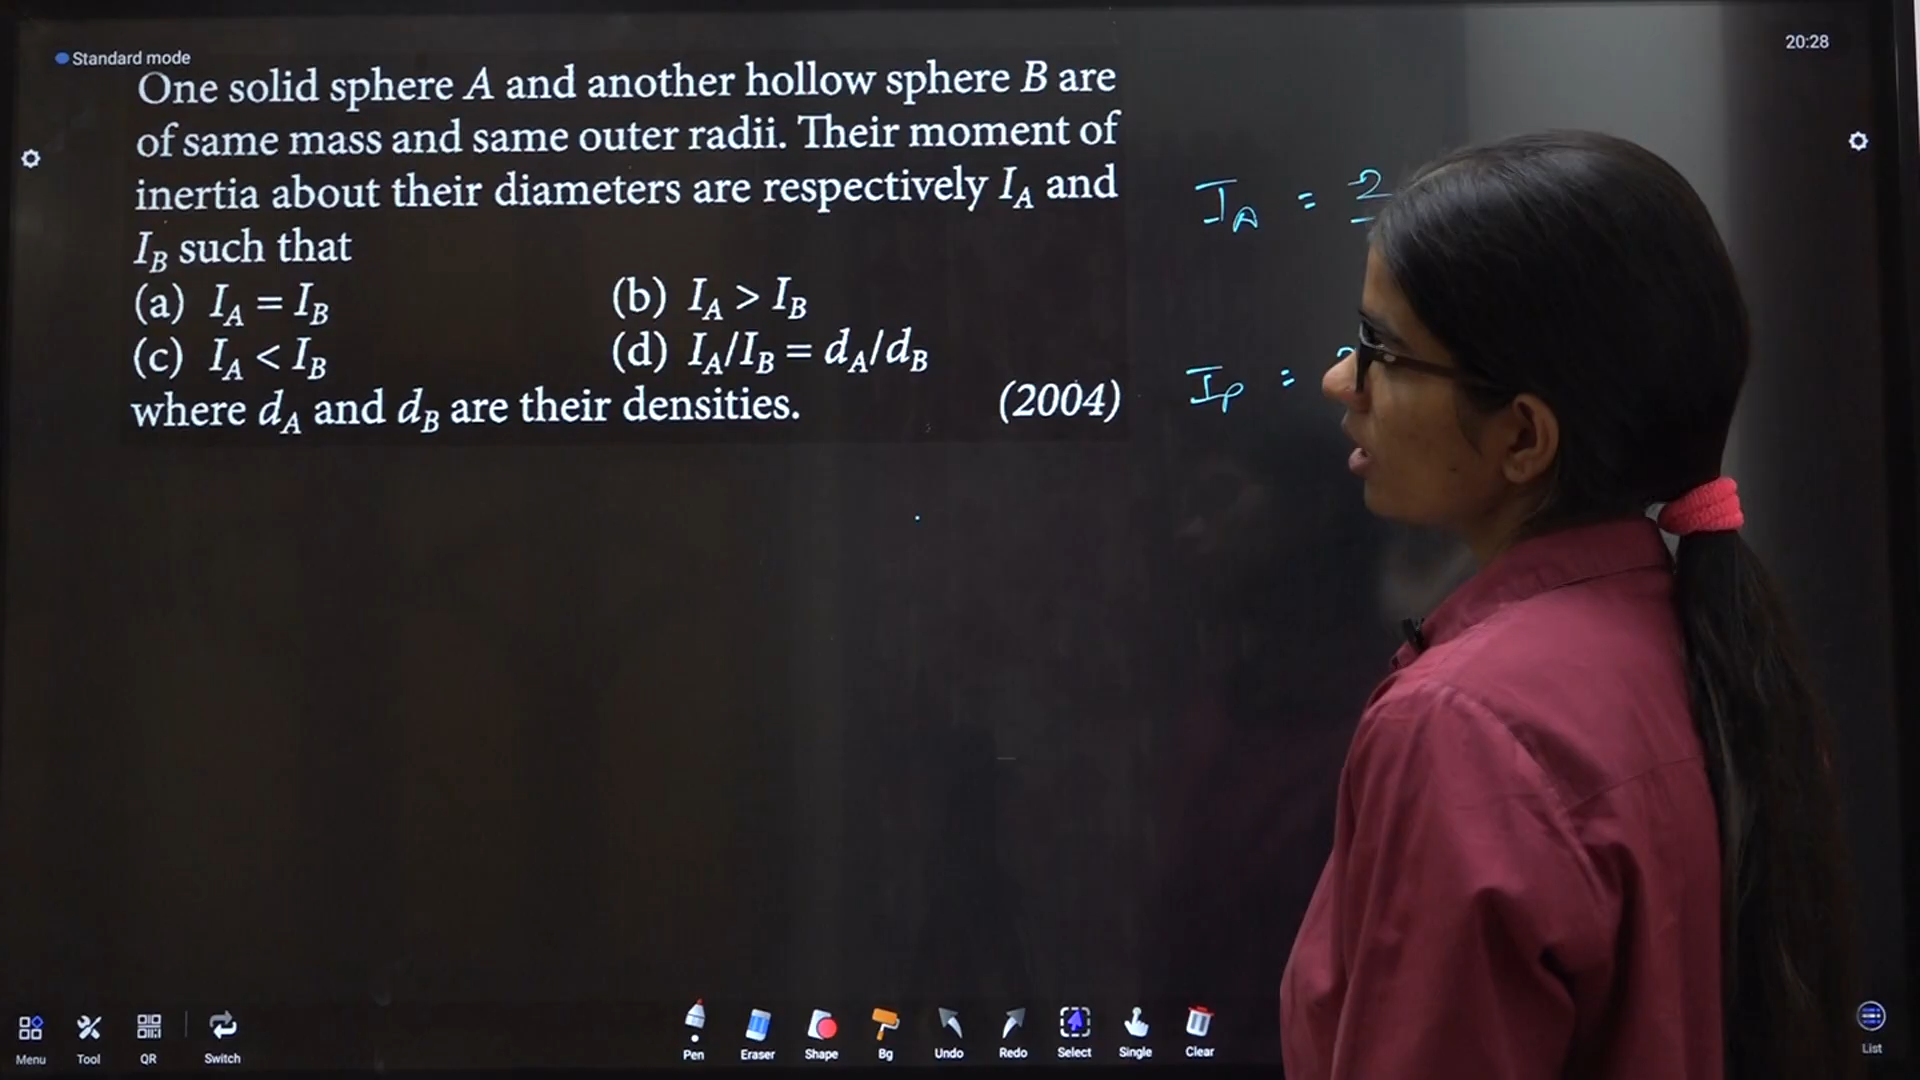 Standard mode
20:28
One solid sphere A and another hollow sphere B are
of same mass and same outer radii. Their moment of
inertia about their diameters are respectively I_A and
I_B such that
(a) I_A = I_B (b) I_A > I_B
(c) I_A < I_B (d) I_A/I_B = d_A/d_B
where d_A and d_B are their densities. (2004)
I_A = 2
I =
Menu Tool QR Switch Pen Eraser Shape Bg Undo Redo Select Single Clear List